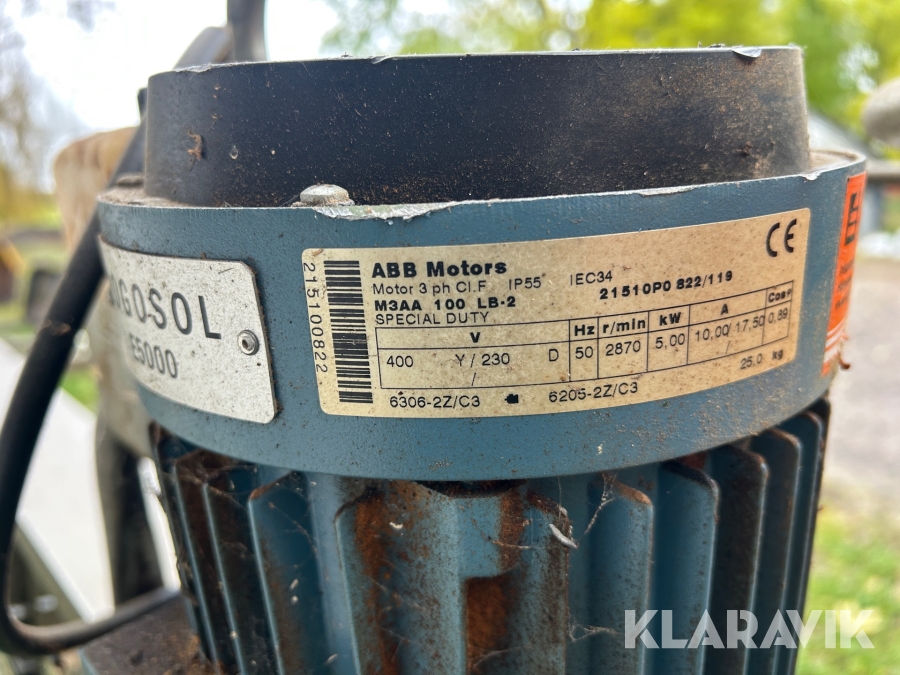 ABB Motors
Motor 3 ph Cl.F IP55 IEC34
CE
M3AA 100 LB-2
21510P0 822/119
SPECIAL DUTY
V Hz r/min kW A Cosφ
400 Y / 230 D 50 2870 5,00 10,00/ 17,50 0,89
/ /
6306-2Z/C3 6205-2Z/C3 25,0 kg
215100822
E5000
KLARAVIK